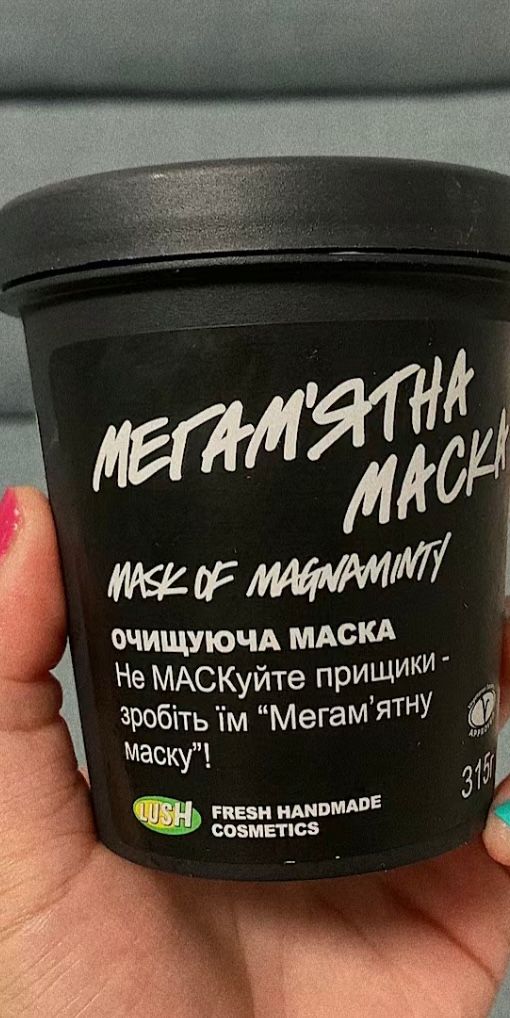 МЕГАМ'ЯТНА
МАСКА
MASK OF MAGNAMINTY
ОЧИЩУЮЧА МАСКА
Не МАСКуйте прищики -
зробіть їм “Мегам’ятну
маску”!
315г
LUSH FRESH HANDMADE
COSMETICS